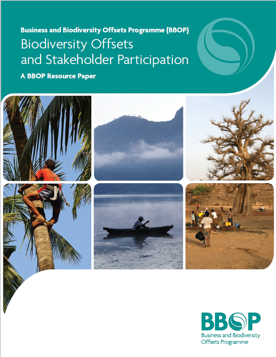 Business and Biodiversity Offsets Programme (BBOP)
Biodiversity Offsets
and Stakeholder Participation
A BBOP Resource Paper
BBOP
Business and Biodiversity
Offsets Programme